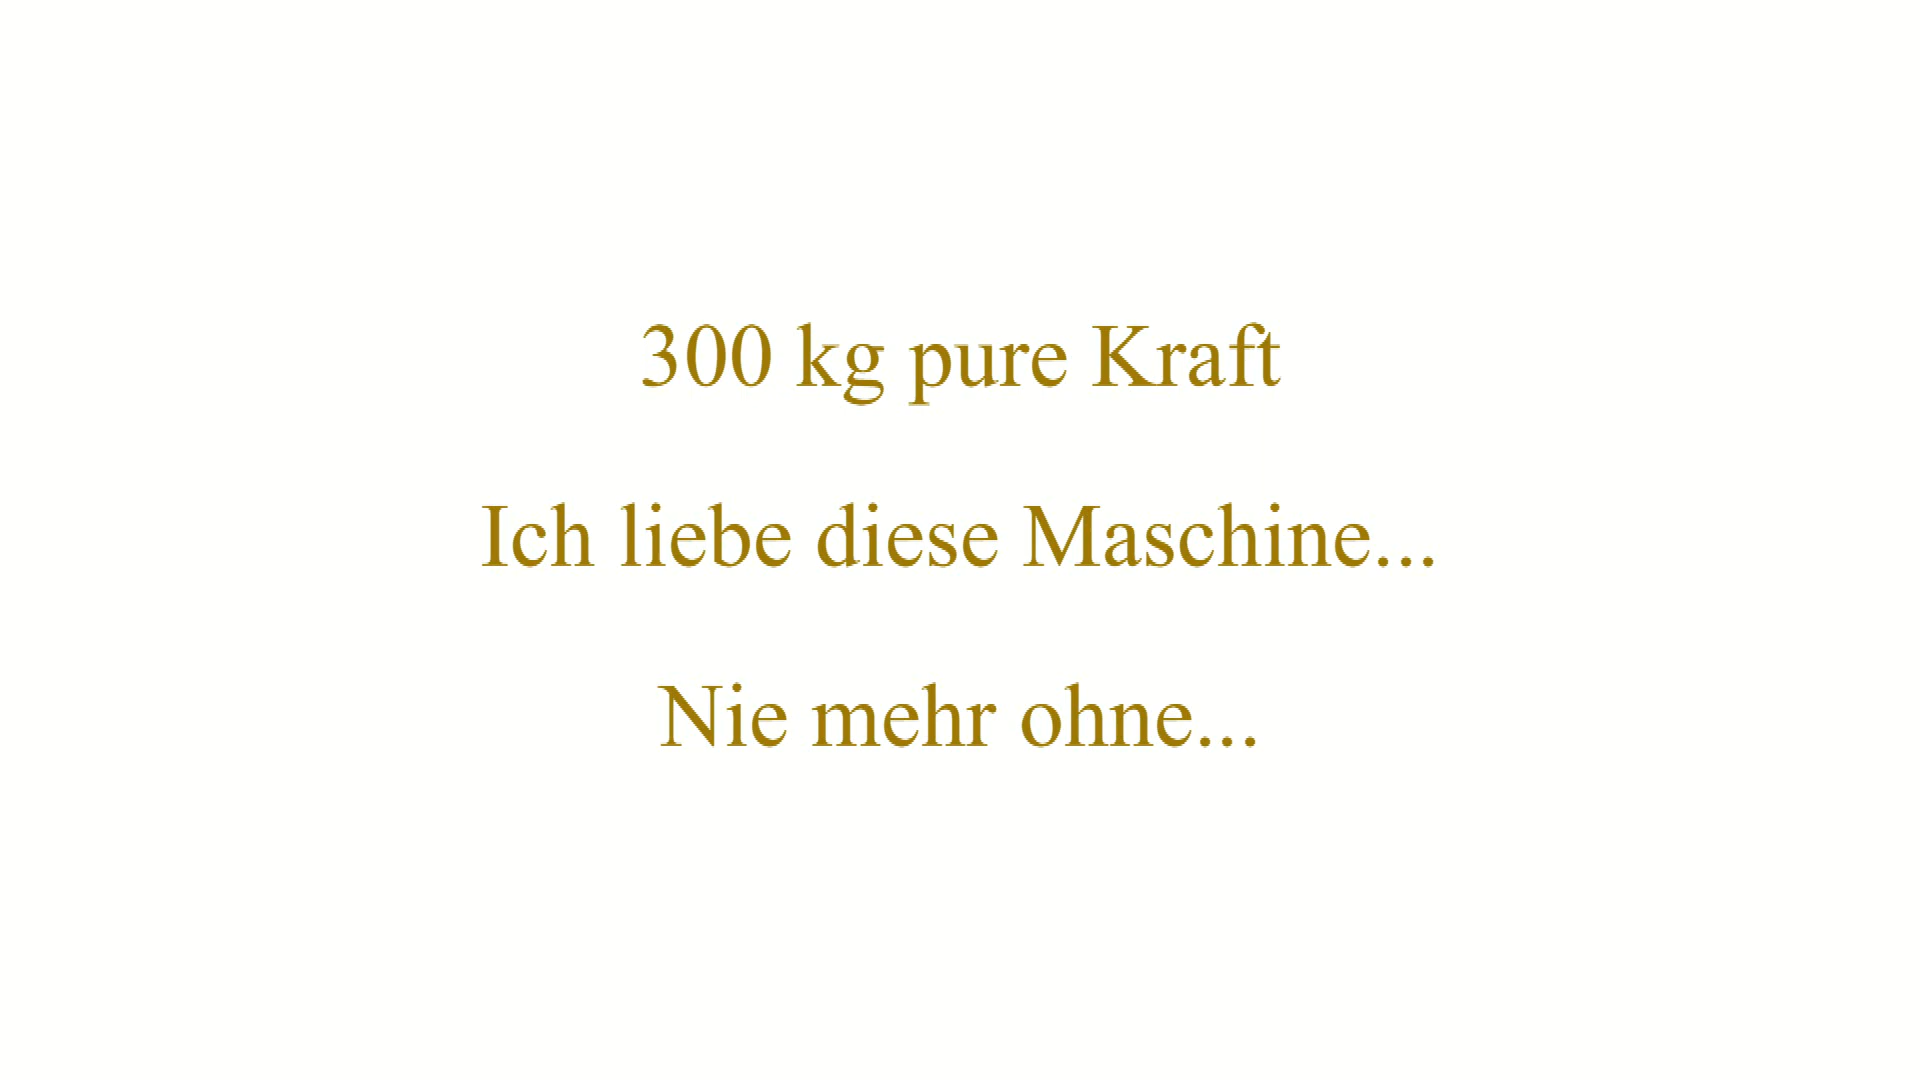 300 kg pure Kraft
Ich liebe diese Maschine...
Nie mehr ohne...